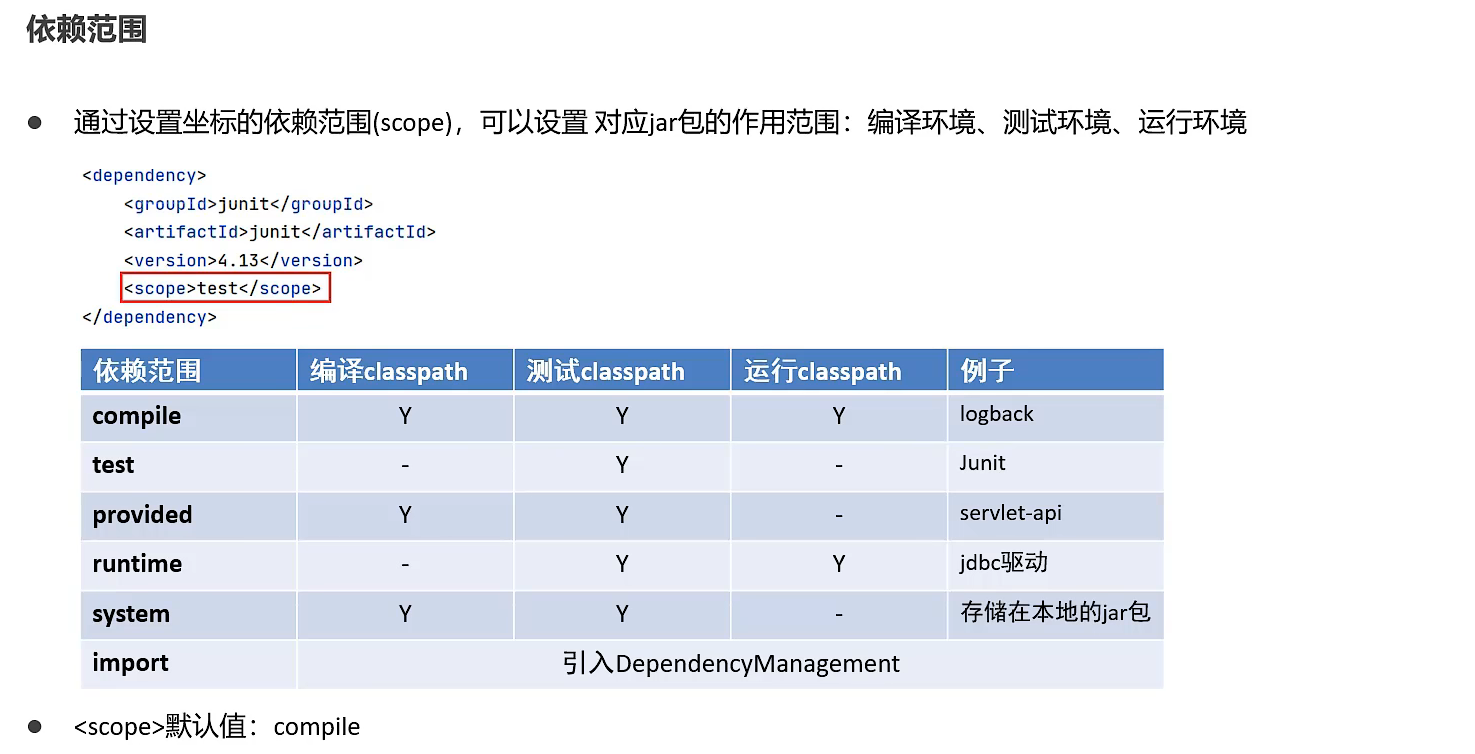 依赖范围
● 通过设置坐标的依赖范围(scope)，可以设置 对应jar包的作用范围：编译环境、测试环境、运行环境
<dependency>
<groupId>junit</groupId>
<artifactId>junit</artifactId>
<version>4.13</version>
<scope>test</scope>
</dependency>
依赖范围 编译classpath 测试classpath 运行classpath 例子
compile Y Y Y logback
test - Y - Junit
provided Y Y - servlet-api
runtime - Y Y jdbc驱动
system Y Y - 存储在本地的jar包
import 引入DependencyManagement
● <scope>默认值：compile